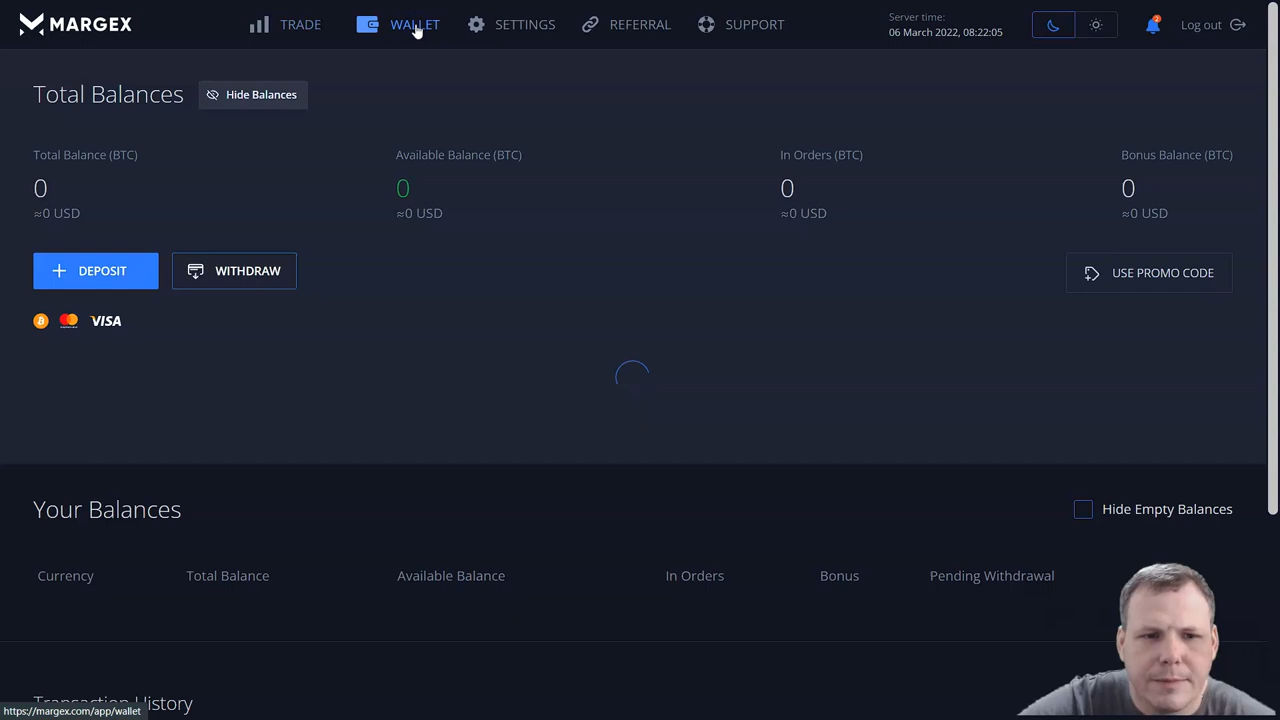 MARGEX
TRADE
WALLET
SETTINGS
REFERRAL
SUPPORT
Server time:
06 March 2022, 08:22:05
2
Log out
Total Balances
Hide Balances
Total Balance (BTC)
Available Balance (BTC)
In Orders (BTC)
Bonus Balance (BTC)
0
0
0
0
≈0 USD
≈0 USD
≈0 USD
≈0 USD
DEPOSIT
WITHDRAW
USE PROMO CODE
VISA
Your Balances
Hide Empty Balances
Currency
Total Balance
Available Balance
In Orders
Bonus
Pending Withdrawal
Transaction History
https://margex.com/app/wallet